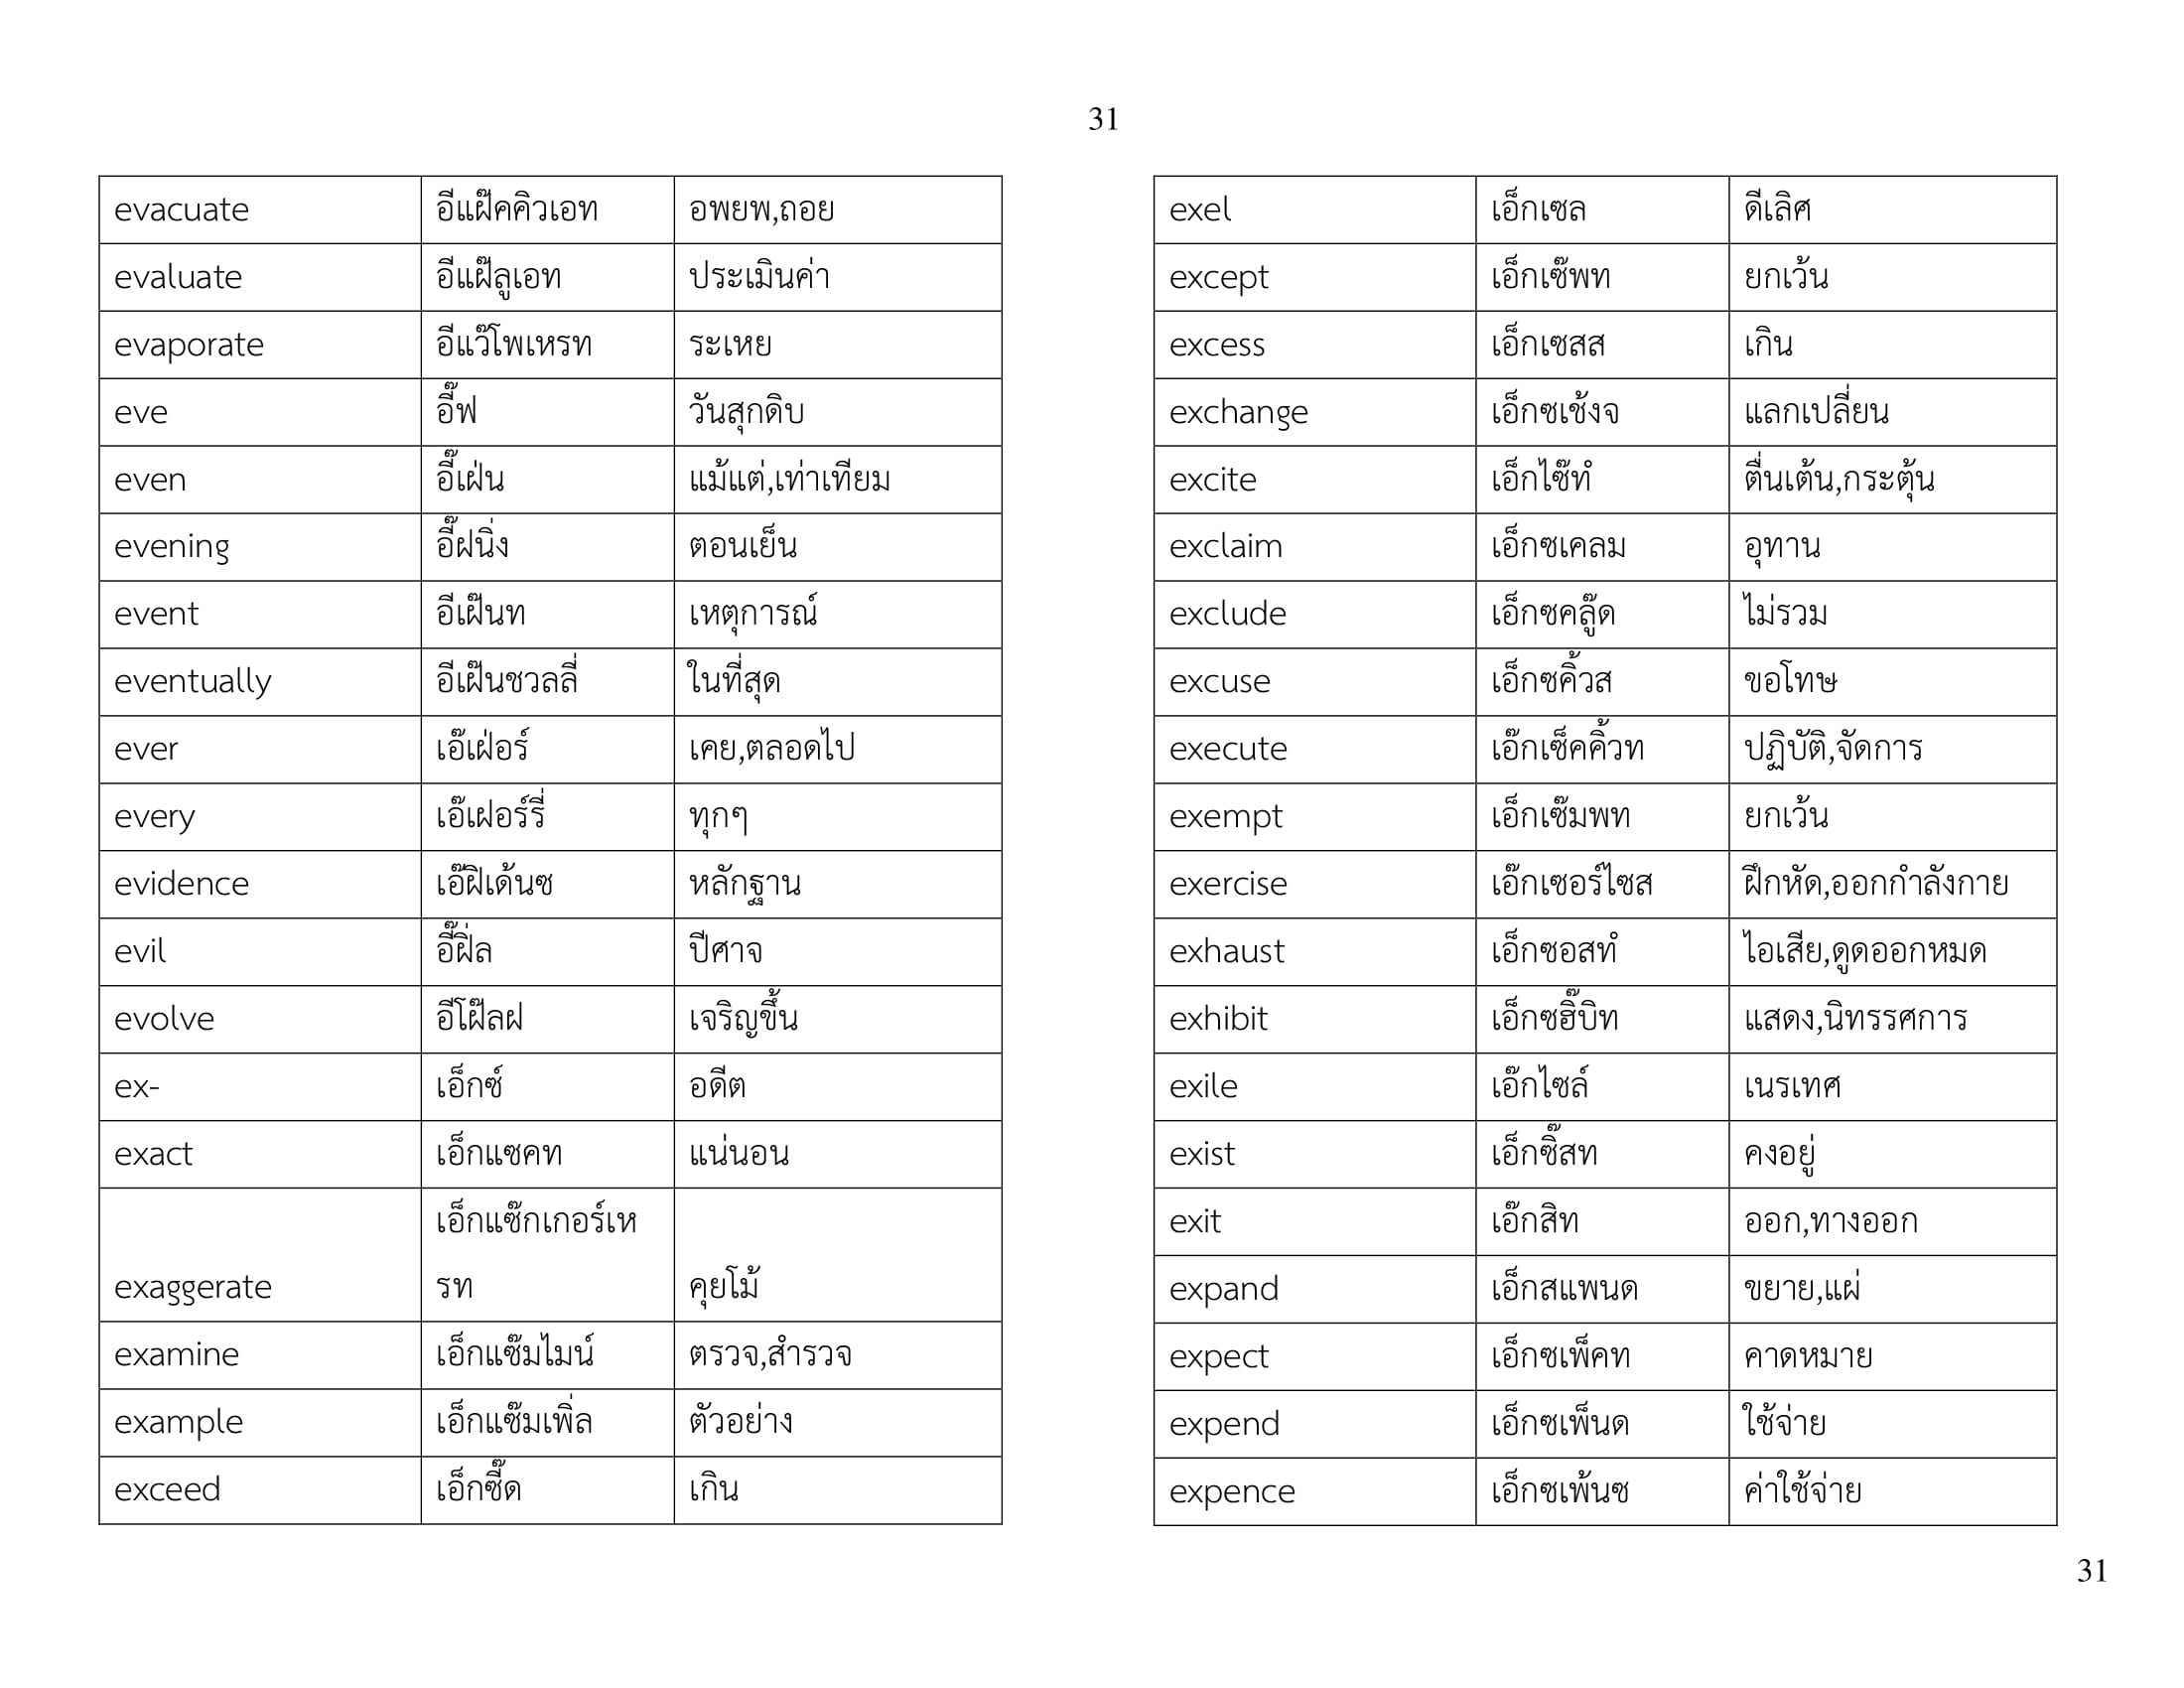 31
evacuate อีแฝ๊คคิวเอท อพยพ,ถอย
evaluate อีแฝ๊ลูเอท ประเมินค่า
evaporate อีแว๊โพเหรท ระเหย
eve อี๊ฟ วันสุกดิบ
even อี๊เฝ่น แม้แต่,เท่าเทียม
evening อี๊ฝนิ่ง ตอนเย็น
event อีเฝ๊นท เหตุการณ์
eventually อีเฝ๊นชวลลี่ ในที่สุด
ever เอ๊เฝ่อร์ เคย,ตลอดไป
every เอ๊เฝอร์รี่ ทุกๆ
evidence เอ๊ฝิเด้นซ หลักฐาน
evil อี๊ฝิ่ล ปีศาจ
evolve อีโฝ๊ลฝ เจริญขึ้น
ex- เอ็กซ์ อดีต
exact เอ็กแซคท แน่นอน
เอ็กแซ๊กเกอร์เห
exaggerate รท คุยโม้
examine เอ็กแซ๊มไมน์ ตรวจ,สำรวจ
example เอ็กแซ๊มเพิ่ล ตัวอย่าง
exceed เอ็กซี๊ด เกิน
exel เอ็กเซล ดีเลิศ
except เอ็กเซ๊พท ยกเว้น
excess เอ็กเซสส เกิน
exchange เอ็กซเช้งจ แลกเปลี่ยน
excite เอ็กไซ๊ทํ ตื่นเต้น,กระตุ้น
exclaim เอ็กซเคลม อุทาน
exclude เอ็กซคลู๊ด ไม่รวม
excuse เอ็กซคิ้วส ขอโทษ
execute เอ๊กเซ็คคิ้วท ปฏิบัติ,จัดการ
exempt เอ็กเซ๊มพท ยกเว้น
exercise เอ๊กเซอร์ไซส ฝึกหัด,ออกกำลังกาย
exhaust เอ็กซอสทํ ไอเสีย,ดูดออกหมด
exhibit เอ็กซฮิ๊บิท แสดง,นิทรรศการ
exile เอ๊กไซล์ เนรเทศ
exist เอ็กซิ๊สท คงอยู่
exit เอ๊กสิท ออก,ทางออก
expand เอ็กสแพนด ขยาย,แผ่
expect เอ็กซเพ็คท คาดหมาย
expend เอ็กซเพ็นด ใช้จ่าย
expence เอ็กซเพ้นซ ค่าใช้จ่าย
31